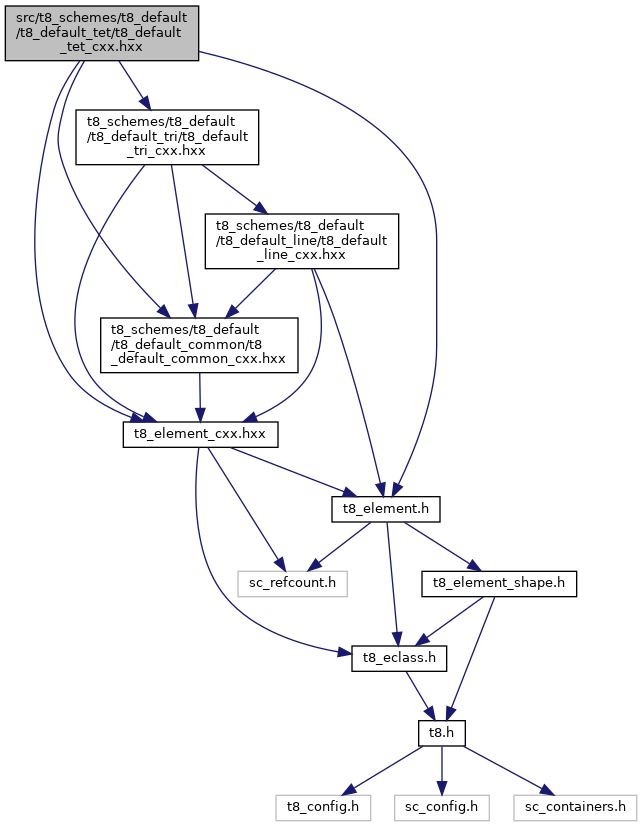 src/t8_schemes/t8_default
/t8_default_tet/t8_default
_tet_cxx.hxx
t8_schemes/t8_default
/t8_default_tri/t8_default
_tri_cxx.hxx
t8_schemes/t8_default
/t8_default_line/t8_default
_line_cxx.hxx
t8_schemes/t8_default
/t8_default_common/t8
_default_common_cxx.hxx
t8_element_cxx.hxx
t8_element.h
sc_refcount.h
t8_element_shape.h
t8_eclass.h
t8.h
t8_config.h
sc_config.h
sc_containers.h